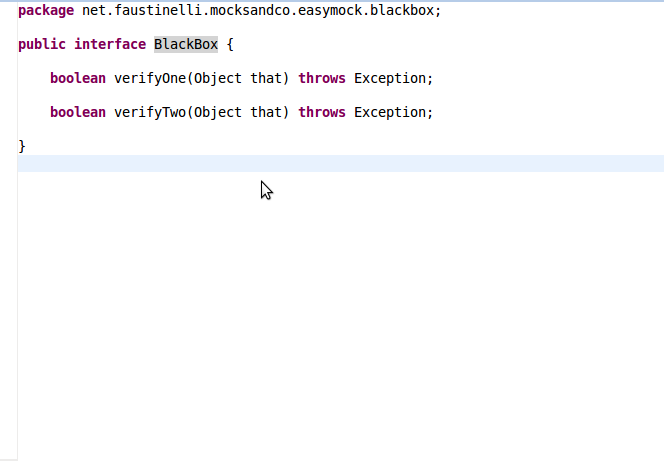 package net.faustinelli.mocksandco.easymock.blackbox;
public interface BlackBox {
boolean verifyOne(Object that) throws Exception;
boolean verifyTwo(Object that) throws Exception;
}